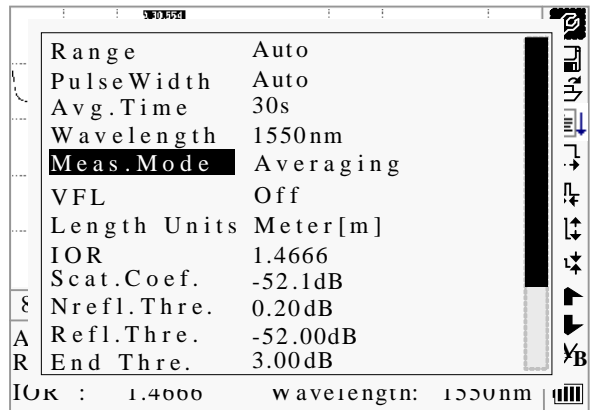 Range Auto
PulseWidth Auto
Avg.Time 30s
Wavelength 1550nm
Meas.Mode Averaging
VFL Off
Length Units Meter[m]
IOR 1.4666
Scat.Coef. -52.1dB
Nrefl.Thre. 0.20dB
Refl.Thre. -52.00dB
End Thre. 3.00dB
A
R
IOR : 1.4666 Wavelength: 1550nm